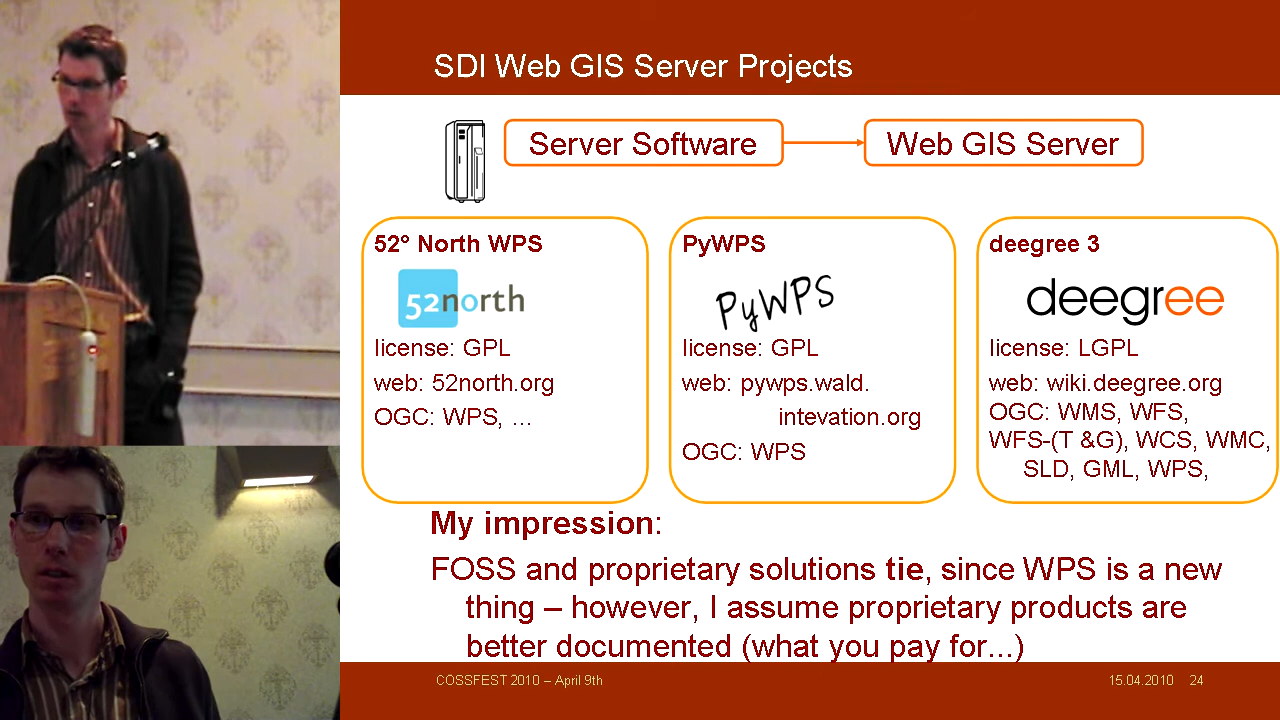 SDI Web GIS Server Projects
Server Software
Web GIS Server
52° North WPS
52north
license: GPL
web: 52north.org
OGC: WPS, ...
PyWPS
PyWPS
license: GPL
web: pywps.wald.
intevation.org
OGC: WPS
deegree 3
deegree
license: LGPL
web: wiki.deegree.org
OGC: WMS, WFS,
WFS-(T &G), WCS, WMC,
SLD, GML, WPS,
My impression:
FOSS and proprietary solutions tie, since WPS is a new
thing – however, I assume proprietary products are
better documented (what you pay for...)
COSSFEST 2010 – April 9th
15.04.2010 24